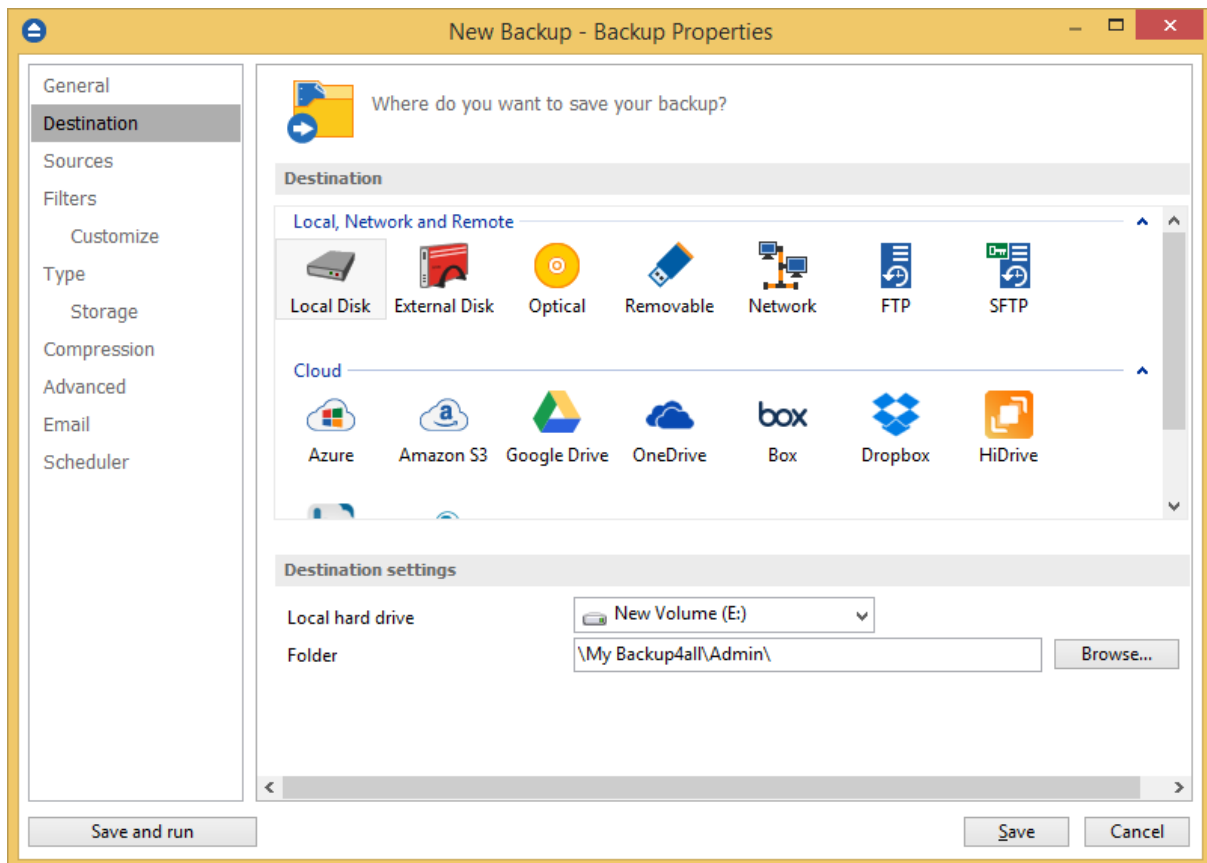 New Backup - Backup Properties
General
Destination
Sources
Filters
Customize
Type
Storage
Compression
Advanced
Email
Scheduler
Where do you want to save your backup?
Destination
Local, Network and Remote
Local Disk External Disk Optical Removable Network FTP SFTP
Cloud
a
box
Azure Amazon S3 Google Drive OneDrive Box Dropbox HiDrive
Destination settings
Local hard drive New Volume (E:)
Folder \My Backup4all\Admin\ Browse...
Save and run Save Cancel